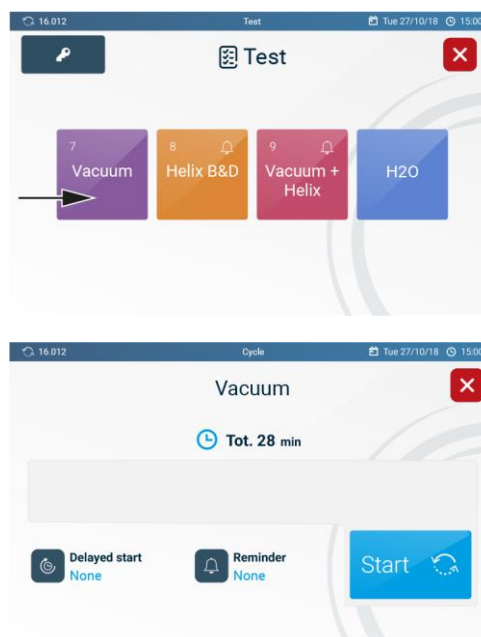 16.012 Test Tue 27/10/18 15:00
Test
7
Vacuum
8
Helix B&D
9
Vacuum +
Helix
H2O
16.012 Cycle Tue 27/10/18 15:00
Vacuum
Tot. 28 min
Delayed start
None
Reminder
None
Start